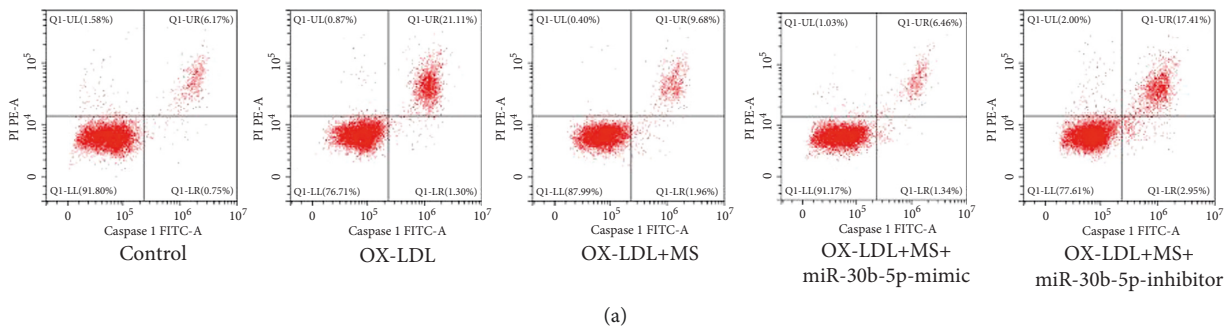 Q1-UL(1.58%) Q1-UR(6.17%)
PI PE-A
10^5
10^4
0
Q1-LL(91.80%) Q1-LR(0.75%)
0 10^5 10^6 10^7
Caspase 1 FITC-A
Control
Q1-UL(0.87%) Q1-UR(21.11%)
PI PE-A
10^5
10^4
0
Q1-LL(76.71%) Q1-LR(1.30%)
0 10^5 10^6 10^7
Caspase 1 FITC-A
OX-LDL
Q1-UL(0.40%) Q1-UR(9.68%)
PI PE-A
10^5
10^4
0
Q1-LL(87.99%) Q1-LR(1.96%)
0 10^5 10^6 10^7
Caspase 1 FITC-A
OX-LDL+MS
Q1-UL(1.03%) Q1-UR(6.46%)
PI PE-A
10^5
10^4
0
Q1-LL(91.17%) Q1-LR(1.34%)
0 10^5 10^6 10^7
Caspase 1 FITC-A
OX-LDL+MS+
miR-30b-5p-mimic
Q1-UL(2.00%) Q1-UR(17.41%)
PI PE-A
10^5
10^4
0
Q1-LL(77.61%) Q1-LR(2.95%)
0 10^5 10^6 10^7
Caspase 1 FITC-A
OX-LDL+MS+
miR-30b-5p-inhibitor
(a)